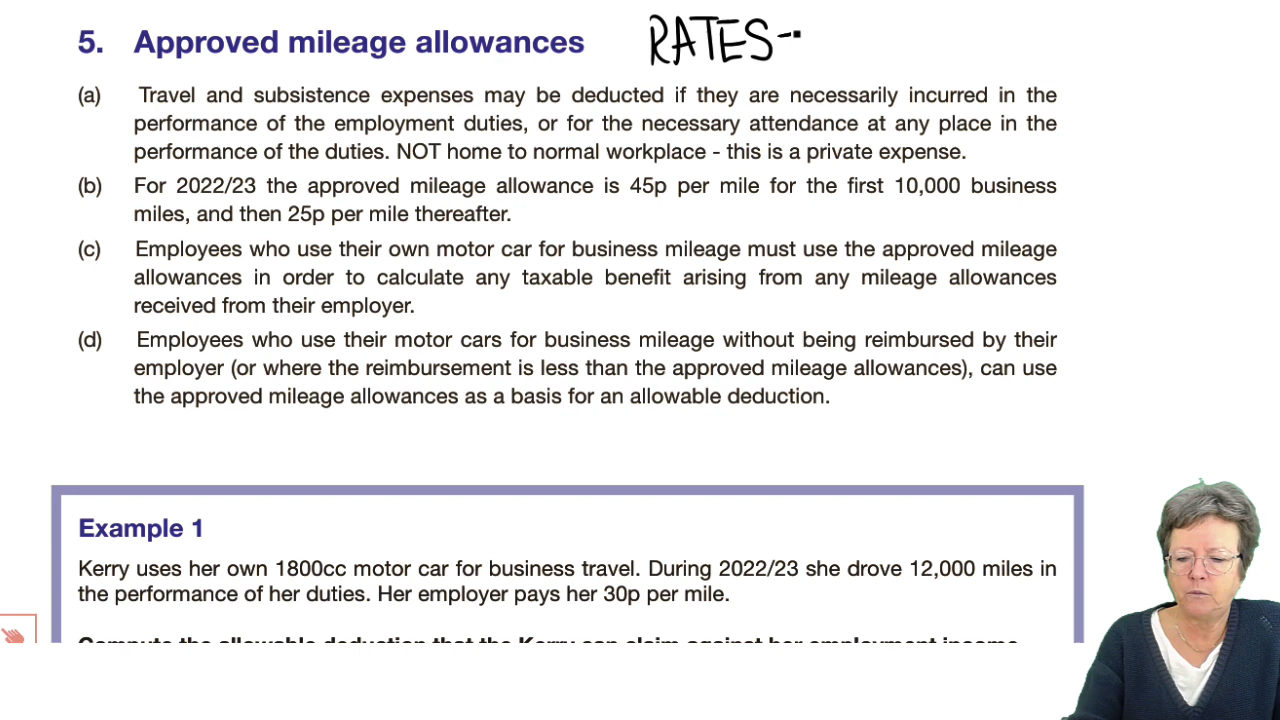 5. Approved mileage allowances RATES -
(a) Travel and subsistence expenses may be deducted if they are necessarily incurred in the
performance of the employment duties, or for the necessary attendance at any place in the
performance of the duties. NOT home to normal workplace - this is a private expense.
(b) For 2022/23 the approved mileage allowance is 45p per mile for the first 10,000 business
miles, and then 25p per mile thereafter.
(c) Employees who use their own motor car for business mileage must use the approved mileage
allowances in order to calculate any taxable benefit arising from any mileage allowances
received from their employer.
(d) Employees who use their motor cars for business mileage without being reimbursed by their
employer (or where the reimbursement is less than the approved mileage allowances), can use
the approved mileage allowances as a basis for an allowable deduction.
Example 1
Kerry uses her own 1800cc motor car for business travel. During 2022/23 she drove 12,000 miles in
the performance of her duties. Her employer pays her 30p per mile.
Compute the allowable deduction that the Kerry can claim against her employment income